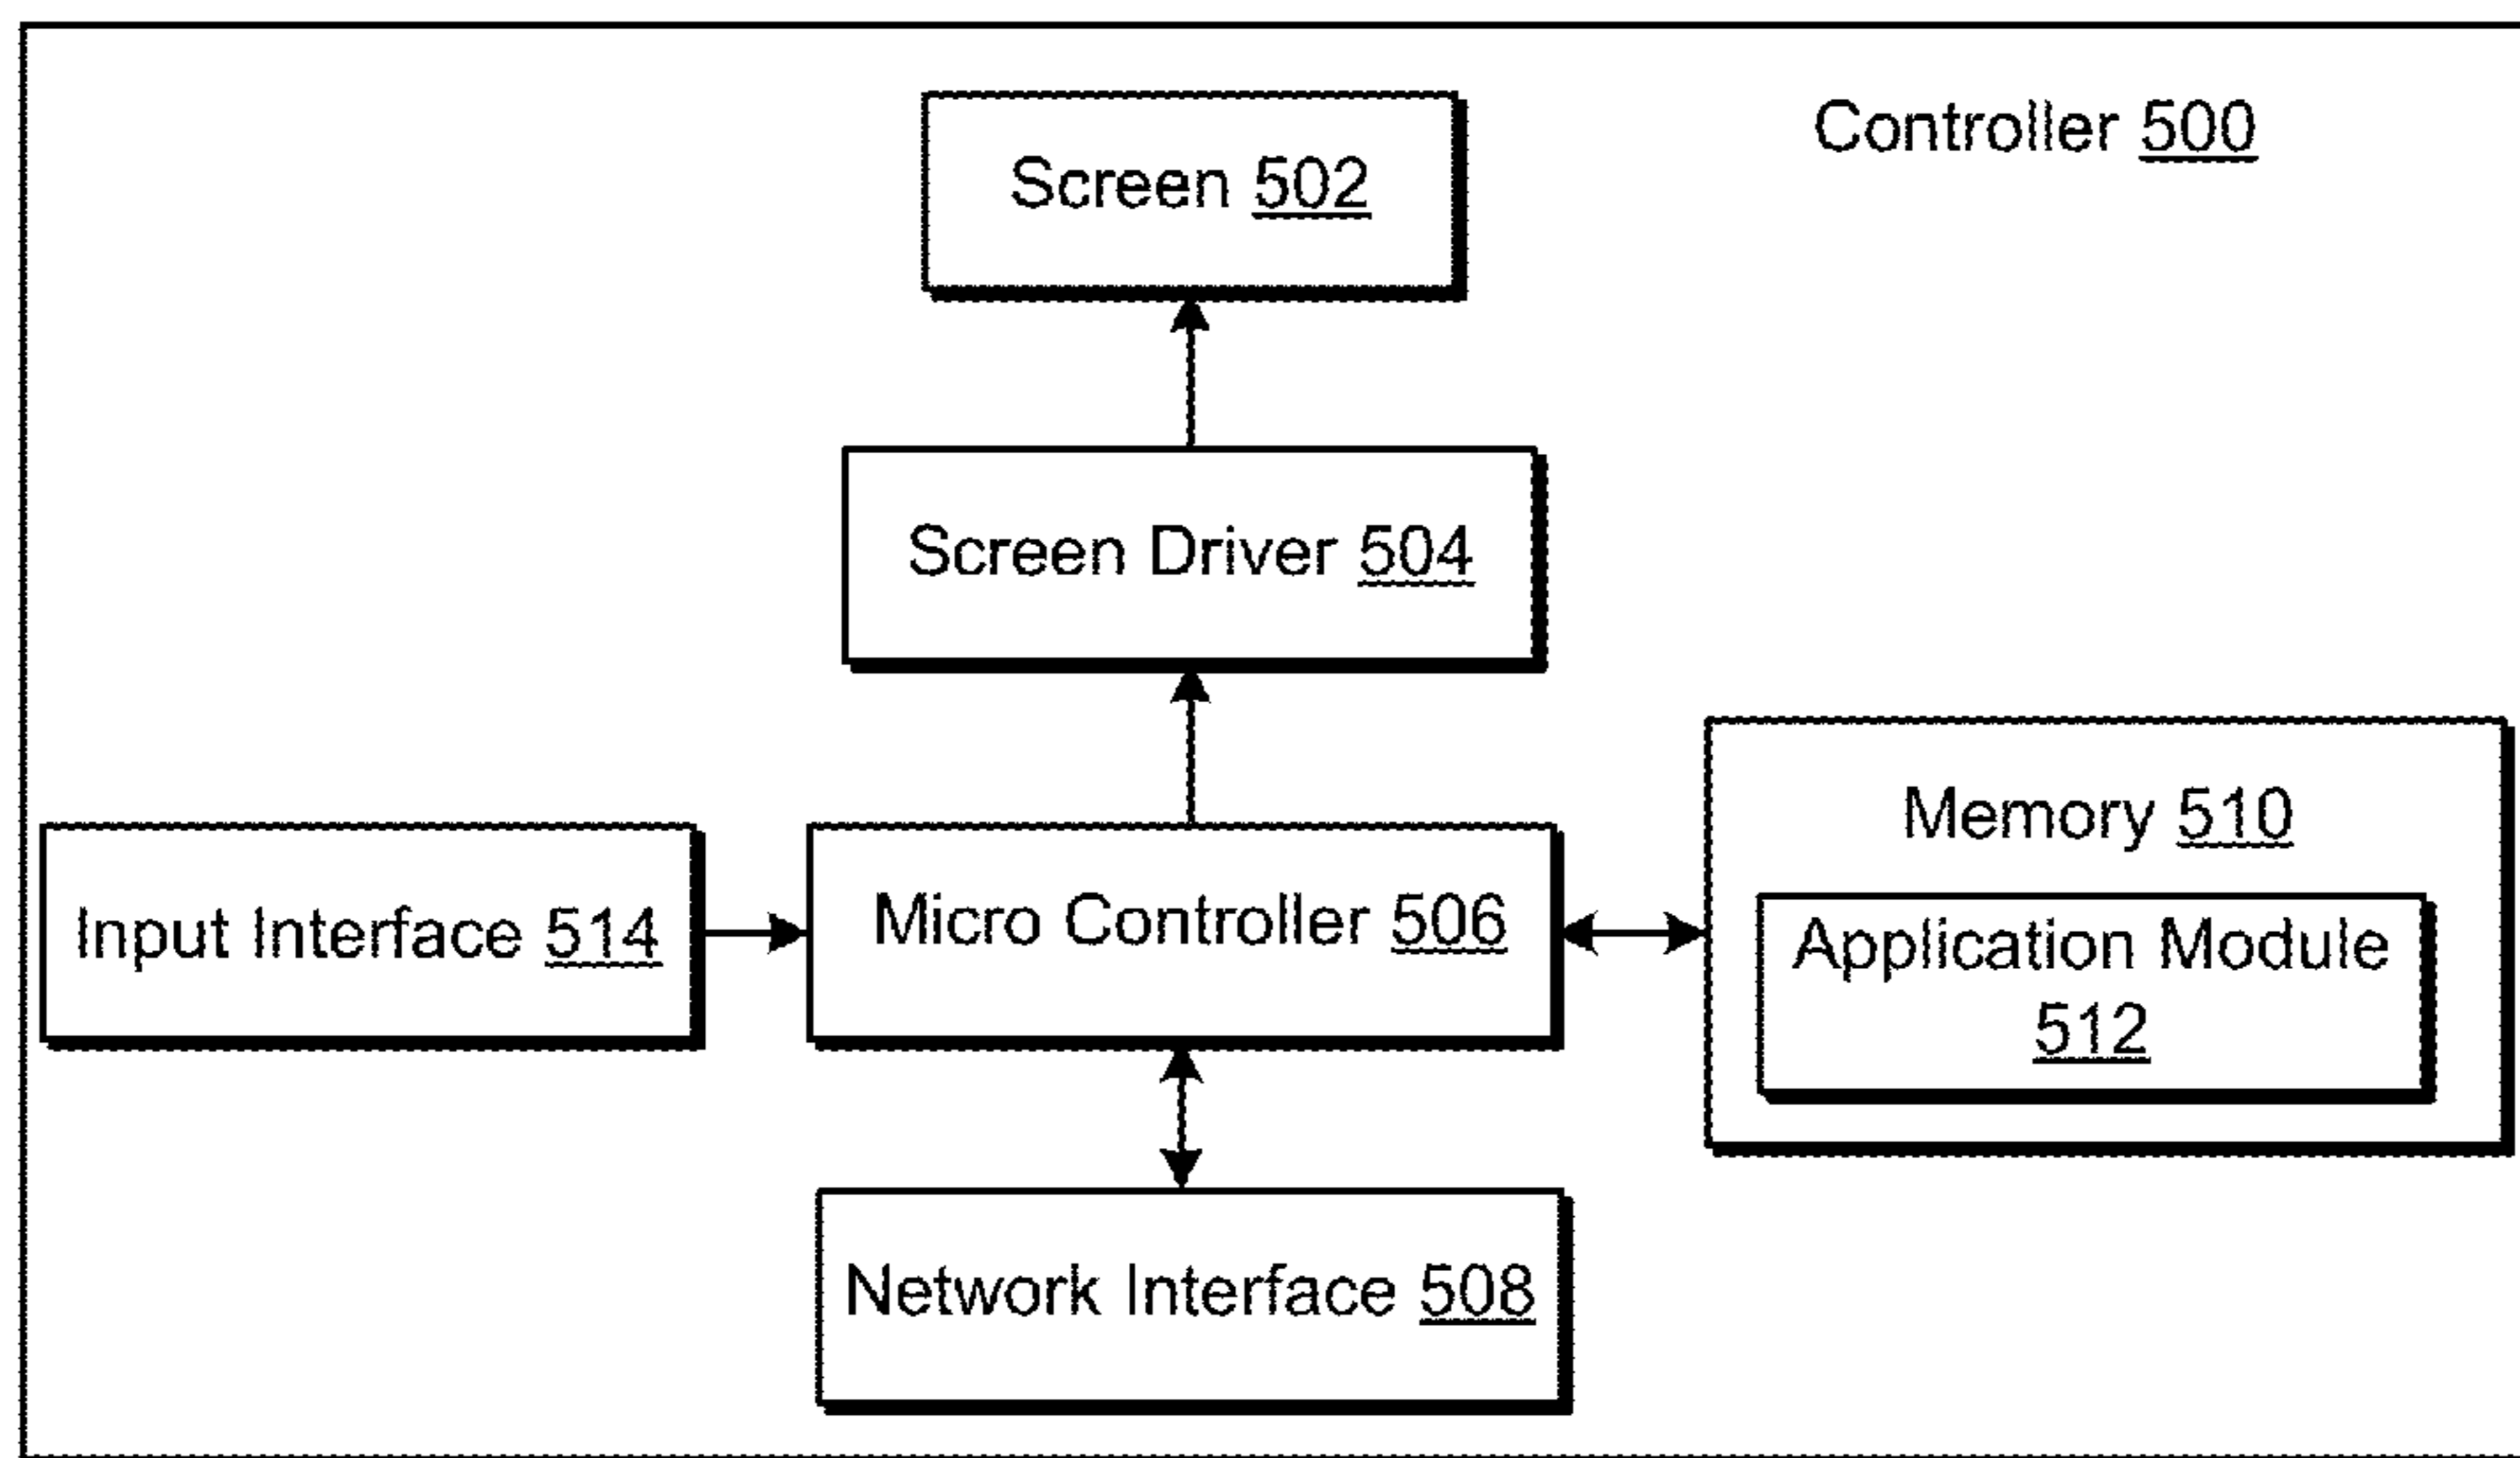 Controller 500
Screen 502
Screen Driver 504
Memory 510
Input Interface 514
Micro Controller 506
Application Module
512
Network Interface 508